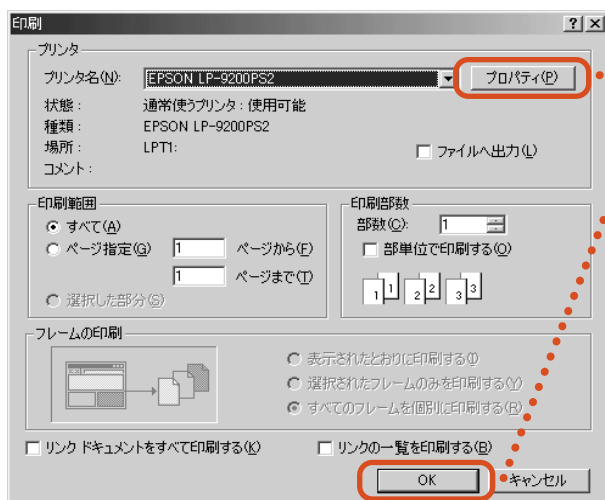 印刷
プリンタ
プリンタ名(N): EPSON LP-9200PS2 プロパティ(P)
状態： 通常使うプリンタ : 使用可能
種類： EPSON LP-9200PS2
場所： LPT1: ファイルへ出力(L)
コメント：
印刷範囲 印刷部数
すべて(A) 部数(C): 1
ページ指定(G) 1 ページから(F) 部単位で印刷する(O)
1 ページまで(T) 1 1 2 2 3 3
選択した部分(S)
フレームの印刷
表示されたとおりに印刷する(I)
選択されたフレームのみを印刷する(Y)
すべてのフレームを個別に印刷する(R)
リンク ドキュメントをすべて印刷する(K) リンクの一覧を印刷する(B)
OK キャンセル